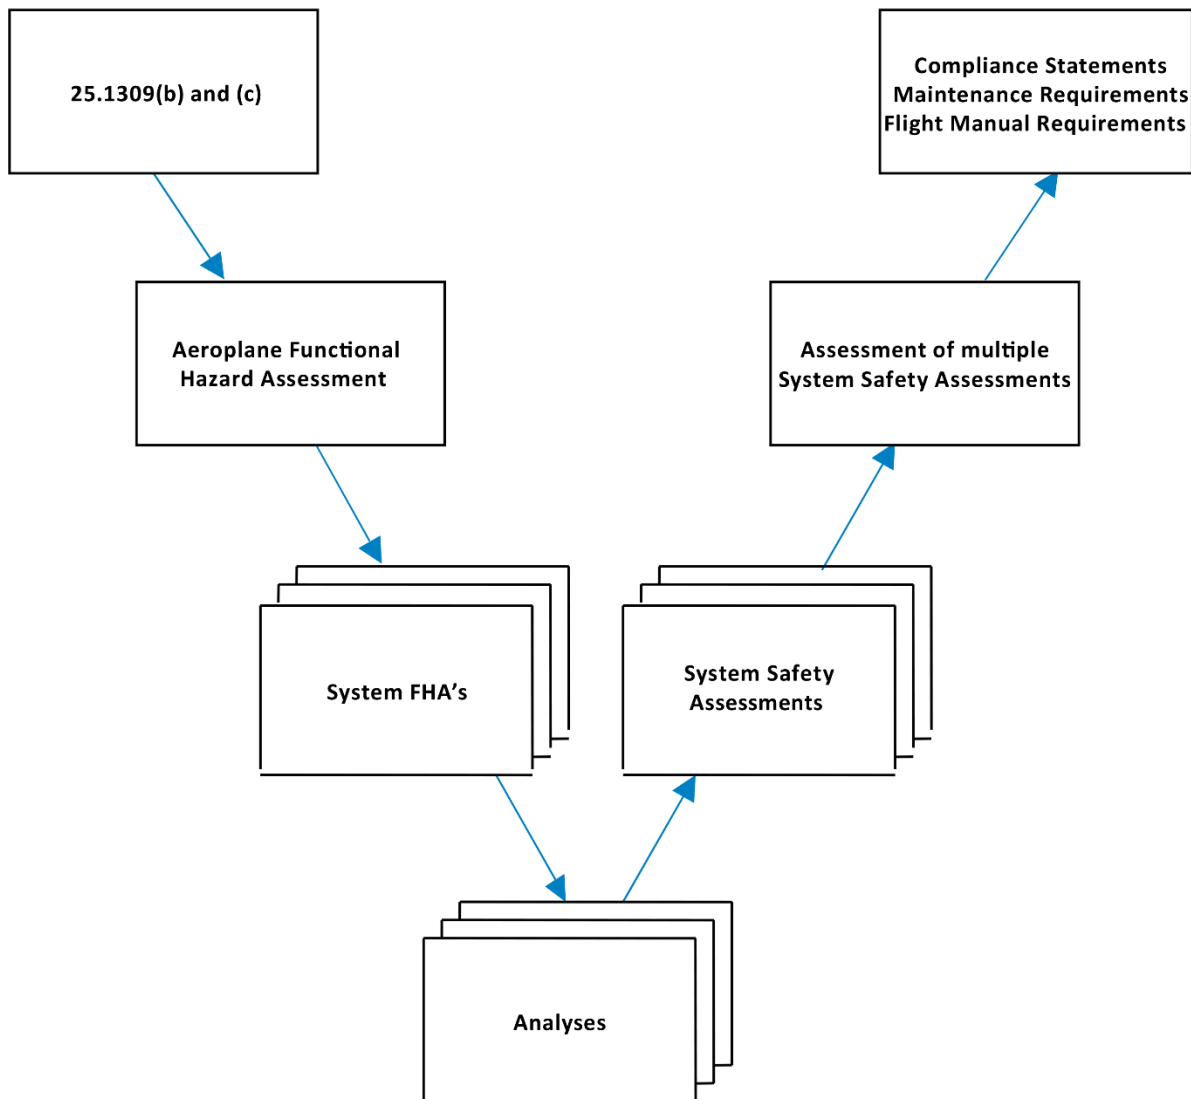 25.1309(b) and (c)
Compliance Statements
Maintenance Requirements
Flight Manual Requirements
Aeroplane Functional
Hazard Assessment
Assessment of multiple
System Safety Assessments
System FHA’s
System Safety
Assessments
Analyses